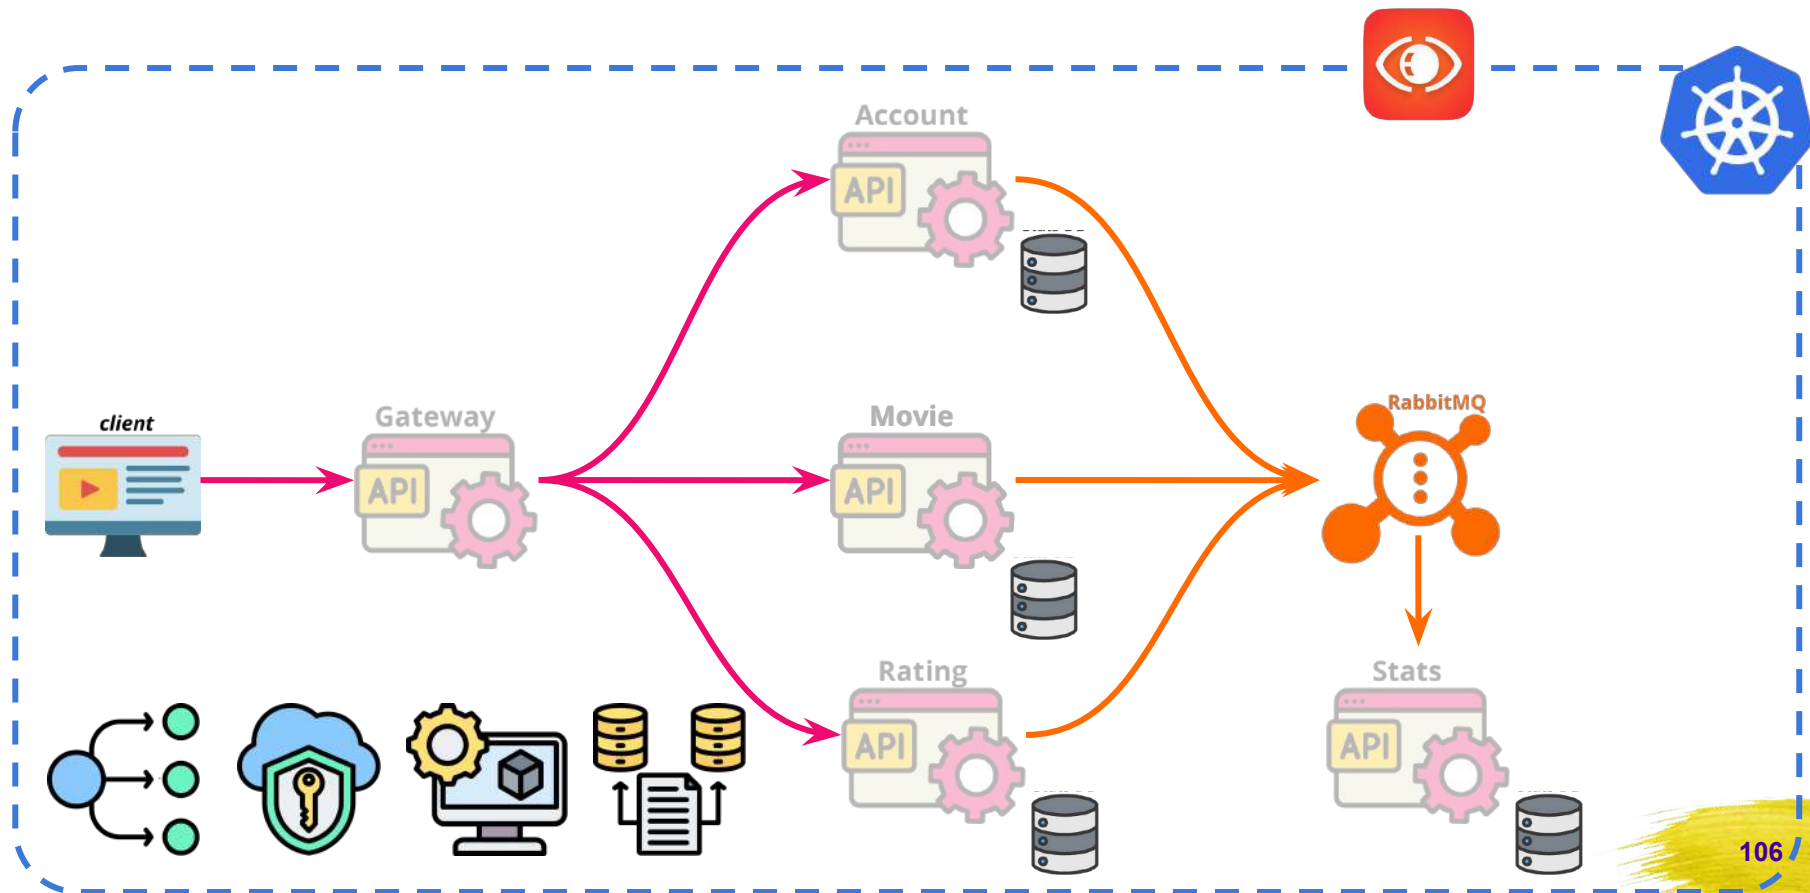 Account
API
client
Gateway
API
Movie
API
RabbitMQ
Rating
API
Stats
API
106